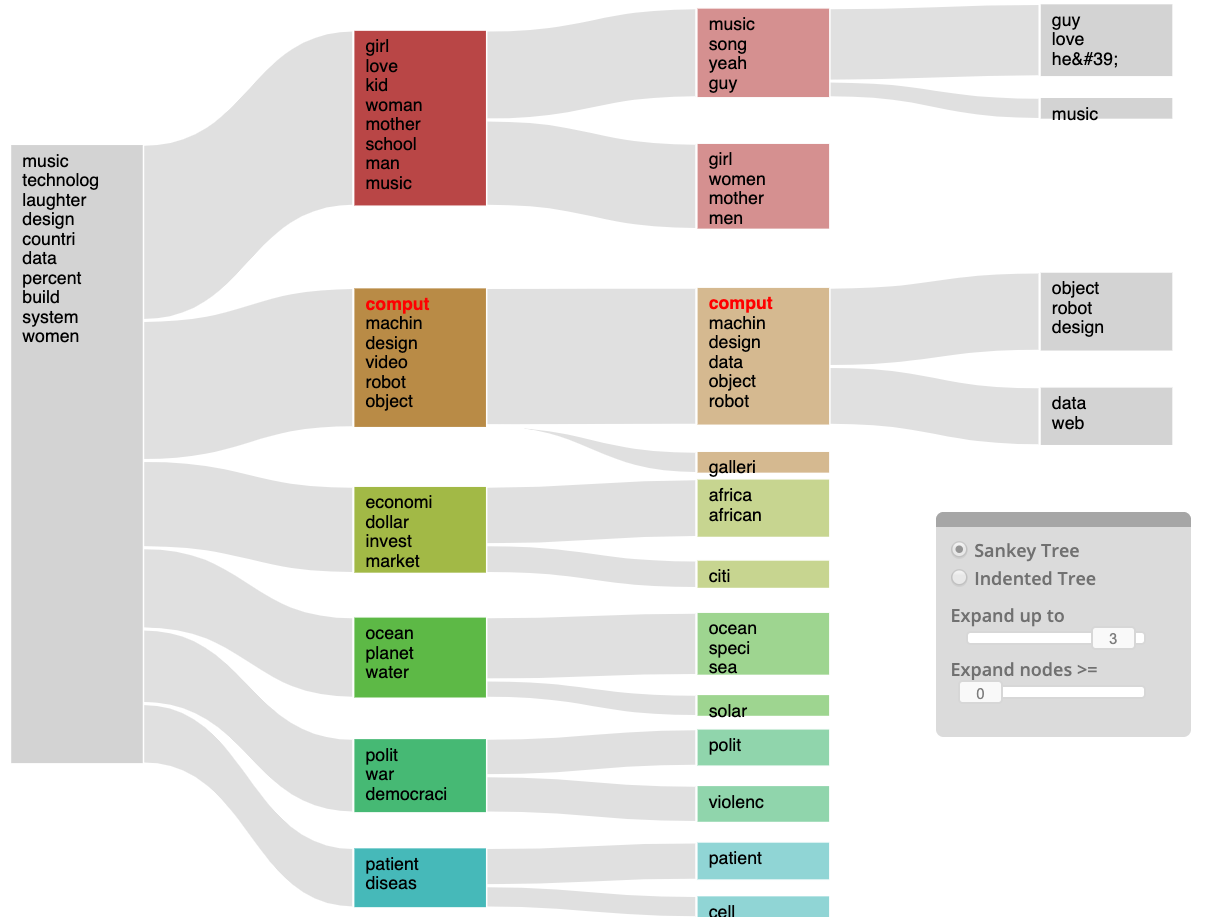 music
technolog
laughter
design
countri
data
percent
build
system
women
girl
love
kid
woman
mother
school
man
music
comput
machin
design
video
robot
object
economi
dollar
invest
market
ocean
planet
water
polit
war
democraci
patient
diseas
music
song
yeah
guy
girl
women
mother
men
comput
machin
design
data
object
robot
galleri
africa
african
citi
ocean
speci
sea
solar
polit
violenc
patient
cell
guy
love
he&#39;
music
object
robot
design
data
web
Sankey Tree
Indented Tree
Expand up to
3
Expand nodes >=
0